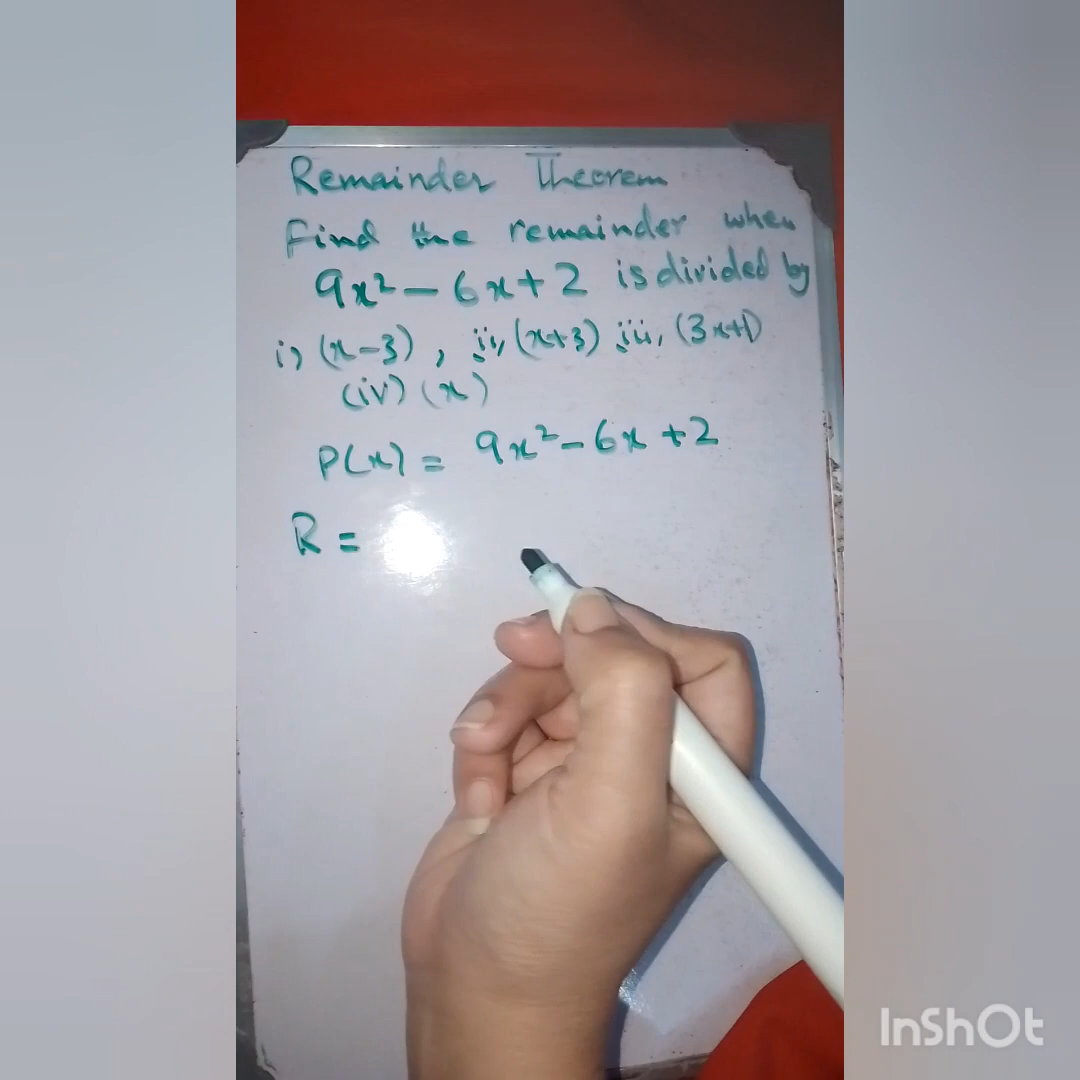 Remainder Theorem
Find the remainder when
9x² - 6x + 2 is divided by
i, (x-3), ii, (x+3) iii, (3x+1)
(iv) (x)
P(x) = 9x² - 6x + 2
R =
InShOt